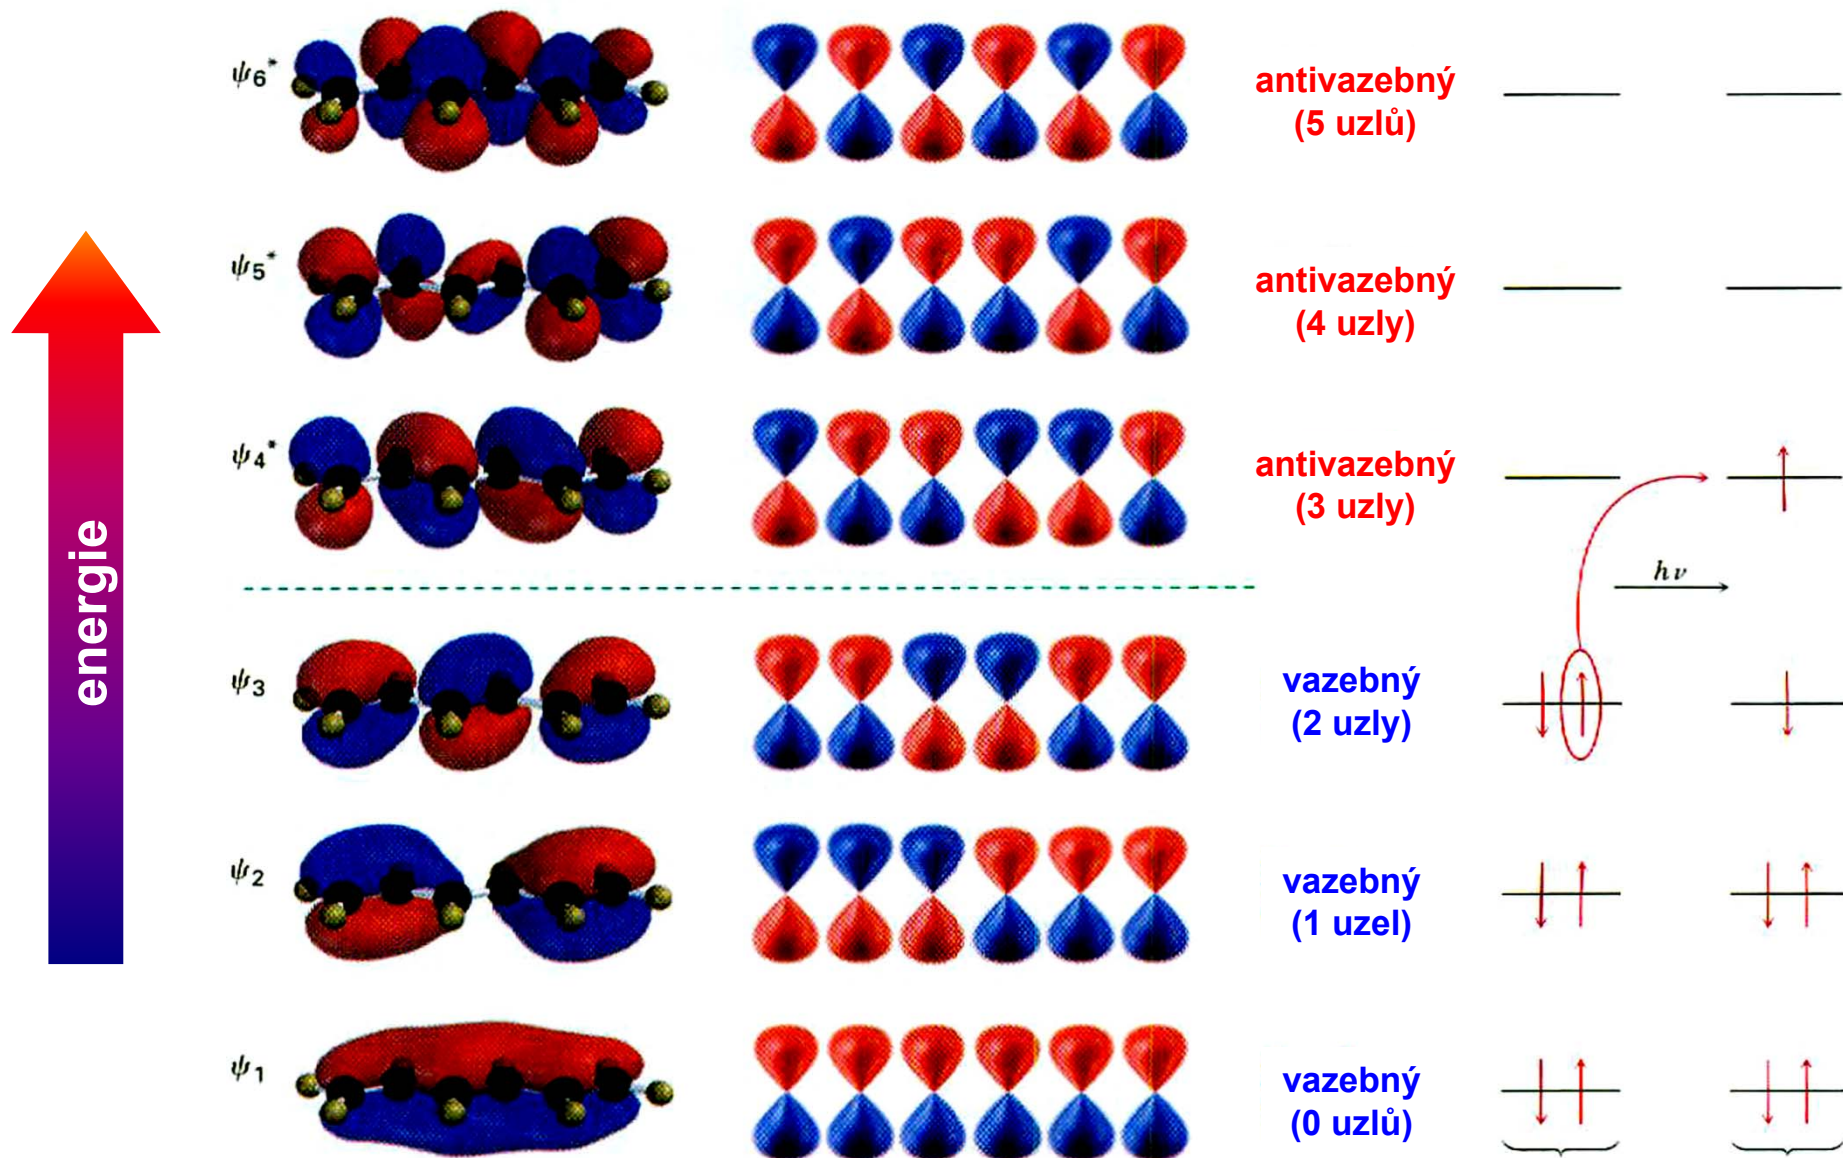 ψ6*
antivazebný
(5 uzlů)
ψ5*
antivazebný
(4 uzly)
ψ4*
antivazebný
(3 uzly)
hν
energie
ψ3
vazebný
(2 uzly)
ψ2
vazebný
(1 uzel)
ψ1
vazebný
(0 uzlů)